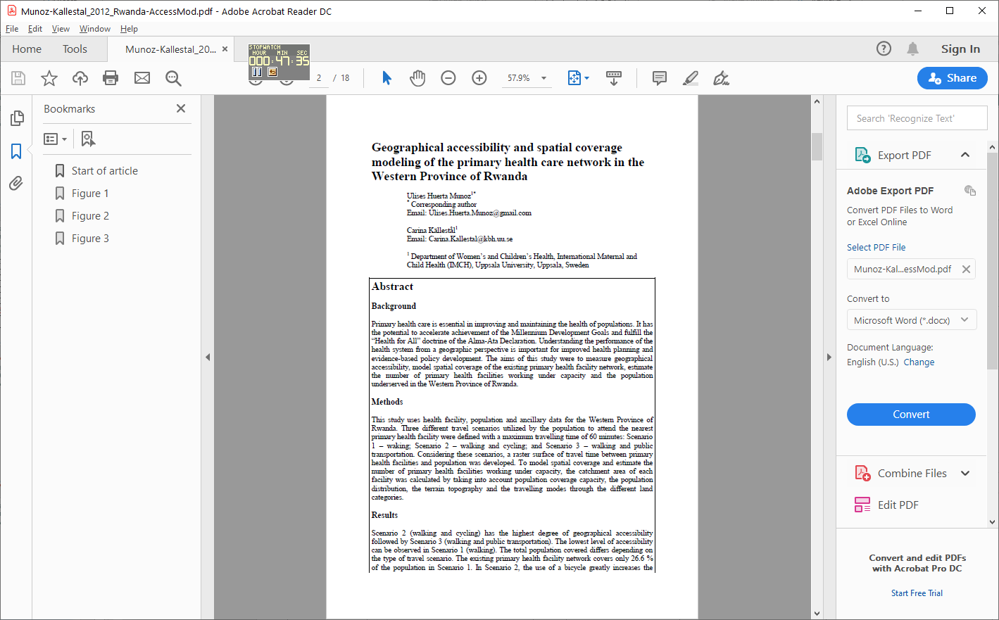 Munoz-Kallestal_2012_Rwanda-AccessMod.pdf - Adobe Acrobat Reader DC
File Edit View Window Help
Home Tools Munoz-Kallestal_20... × Sign In
STOPWATCH
HOUR MIN SEC
000:47:35
2 / 18 57.9% Share
Bookmarks
Start of article
Figure 1
Figure 2
Figure 3
Geographical accessibility and spatial coverage
modeling of the primary health care network in the
Western Province of Rwanda
Ulises Huerta Munoz1*
* Corresponding author
Email: Ulises.Huerta.Munoz@gmail.com
Carina Källestål1
Email: Carina.Kallestal@kbh.uu.se
1 Department of Women's and Children's Health, International Maternal and
Child Health (IMCH), Uppsala University, Uppsala, Sweden
Abstract
Background
Primary health care is essential in improving and maintaining the health of populations. It has
the potential to accelerate achievement of the Millennium Development Goals and fulfill the
“Health for All” doctrine of the Alma-Ata Declaration. Understanding the performance of the
health system from a geographic perspective is important for improved health planning and
evidence-based policy development. The aims of this study were to measure geographical
accessibility, model spatial coverage of the existing primary health facility network, estimate
the number of primary health facilities working under capacity and the population
underserved in the Western Province of Rwanda.
Methods
This study uses health facility, population and ancillary data for the Western Province of
Rwanda. Three different travel scenarios utilized by the population to attend the nearest
primary health facility were defined with a maximum travelling time of 60 minutes: Scenario
1 – waking; Scenario 2 – walking and cycling; and Scenario 3 – walking and public
transportation. Considering these scenarios, a raster surface of travel time between primary
health facilities and population was developed. To model spatial coverage and estimate the
number of primary health facilities working under capacity, the catchment area of each
facility was calculated by taking into account population coverage capacity, the population
distribution, the terrain topography and the travelling modes through the different land
categories.
Results
Scenario 2 (walking and cycling) has the highest degree of geographical accessibility
followed by Scenario 3 (walking and public transportation). The lowest level of accessibility
can be observed in Scenario 1 (walking). The total population covered differs depending on
the type of travel scenario. The existing primary health facility network covers only 26.6 %
of the population in Scenario 1. In Scenario 2, the use of a bicycle greatly increases the
Search 'Recognize Text'
Export PDF
Adobe Export PDF
Convert PDF Files to Word
or Excel Online
Select PDF File
Munoz-Kal...essMod.pdf
Convert to
Microsoft Word (*.docx)
Document Language:
English (U.S.) Change
Convert
Combine Files
Edit PDF
Convert and edit PDFs
with Acrobat Pro DC
Start Free Trial